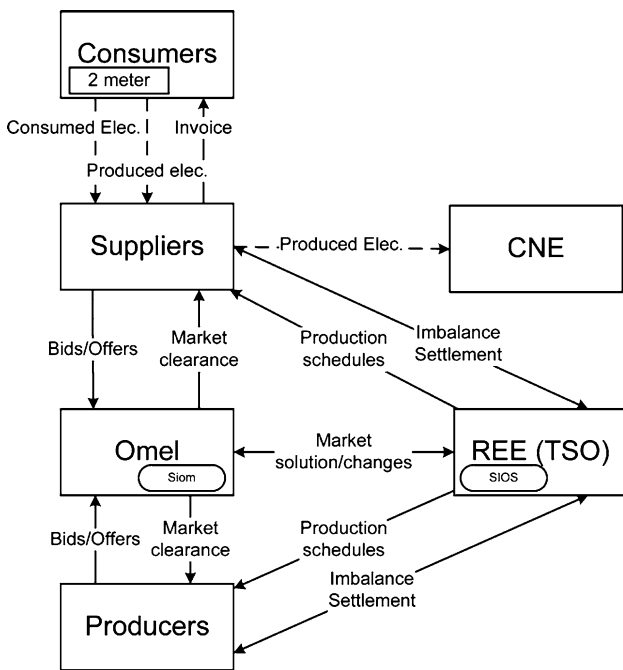 Consumers
2 meter
Consumed Elec.
Invoice
Produced elec.
Suppliers
Produced Elec.
CNE
Bids/Offers
Market
clearance
Production
schedules
Imbalance
Settlement
Omel
Siom
Market
solution/changes
REE (TSO)
SIOS
Bids/Offers
Market
clearance
Production
schedules
Imbalance
Settlement
Producers